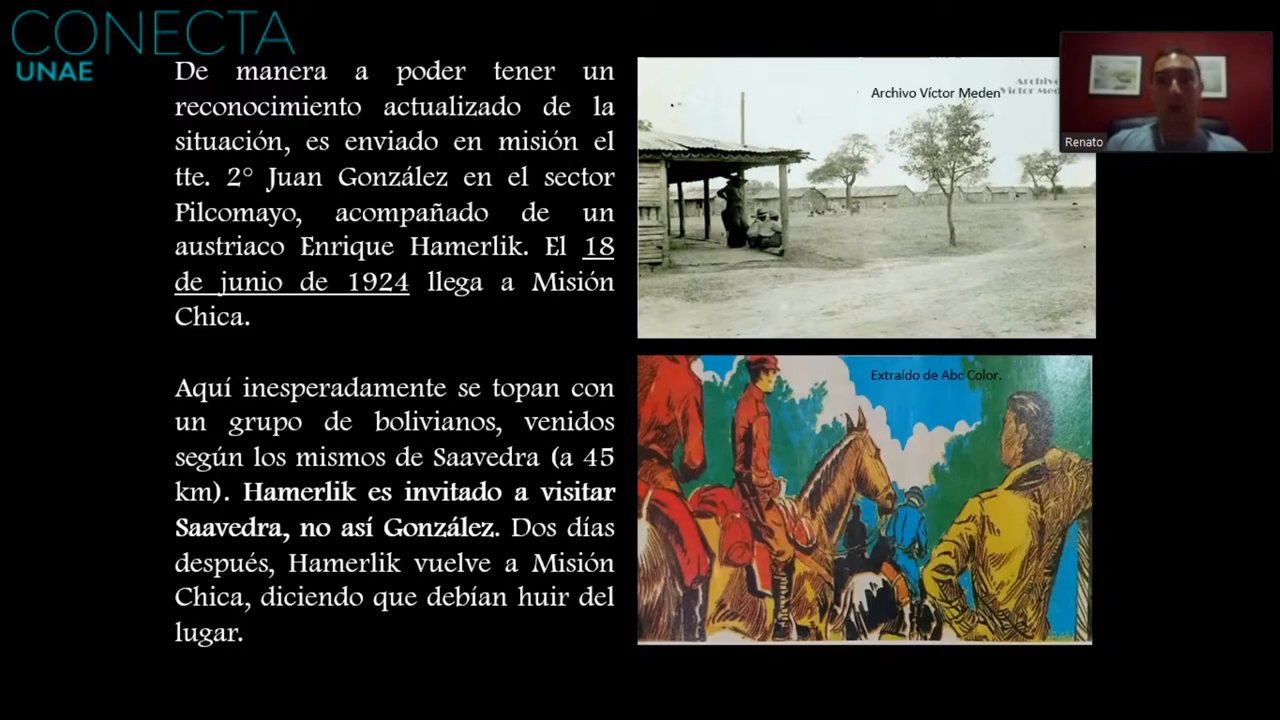 CONECTA
UNAE
De manera a poder tener un
reconocimiento actualizado de la
situación, es enviado en misión el
tte. 2° Juan González en el sector
Pilcomayo, acompañado de un
austriaco Enrique Hamerlik. El 18
de junio de 1924 llega a Misión
Chica.
Aquí inesperadamente se topan con
un grupo de bolivianos, venidos
según los mismos de Saavedra (a 45
km). Hamerlik es invitado a visitar
Saavedra, no así González. Dos días
después, Hamerlik vuelve a Misión
Chica, diciendo que debían huir del
lugar.
Archivo Víctor Meden
Archivo
Víctor Med
Renato
Extraído de Abc Color.